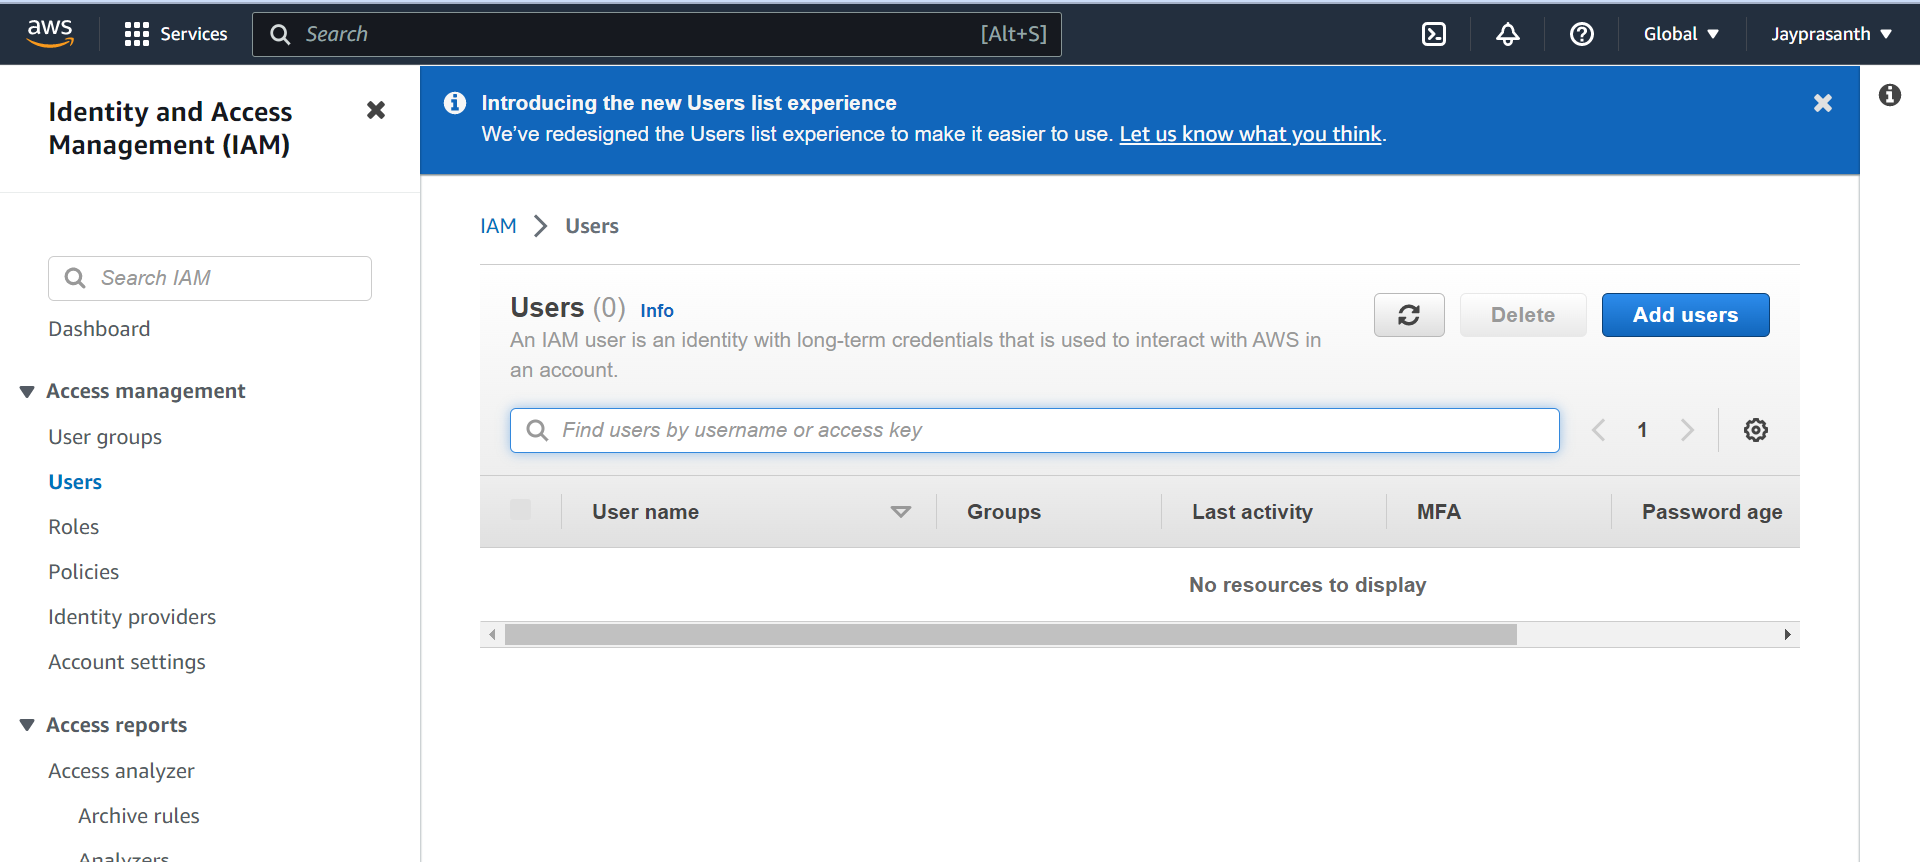 aws
Services
Search
[Alt+S]
Global
Jayprasanth
Identity and Access
Management (IAM)
Search IAM
Dashboard
Access management
User groups
Users
Roles
Policies
Identity providers
Account settings
Access reports
Access analyzer
Archive rules
Analyzers
Introducing the new Users list experience
We’ve redesigned the Users list experience to make it easier to use. Let us know what you think.
IAM
Users
Users (0) Info
An IAM user is an identity with long-term credentials that is used to interact with AWS in
an account.
Delete
Add users
Find users by username or access key
1
User name
Groups
Last activity
MFA
Password age
No resources to display